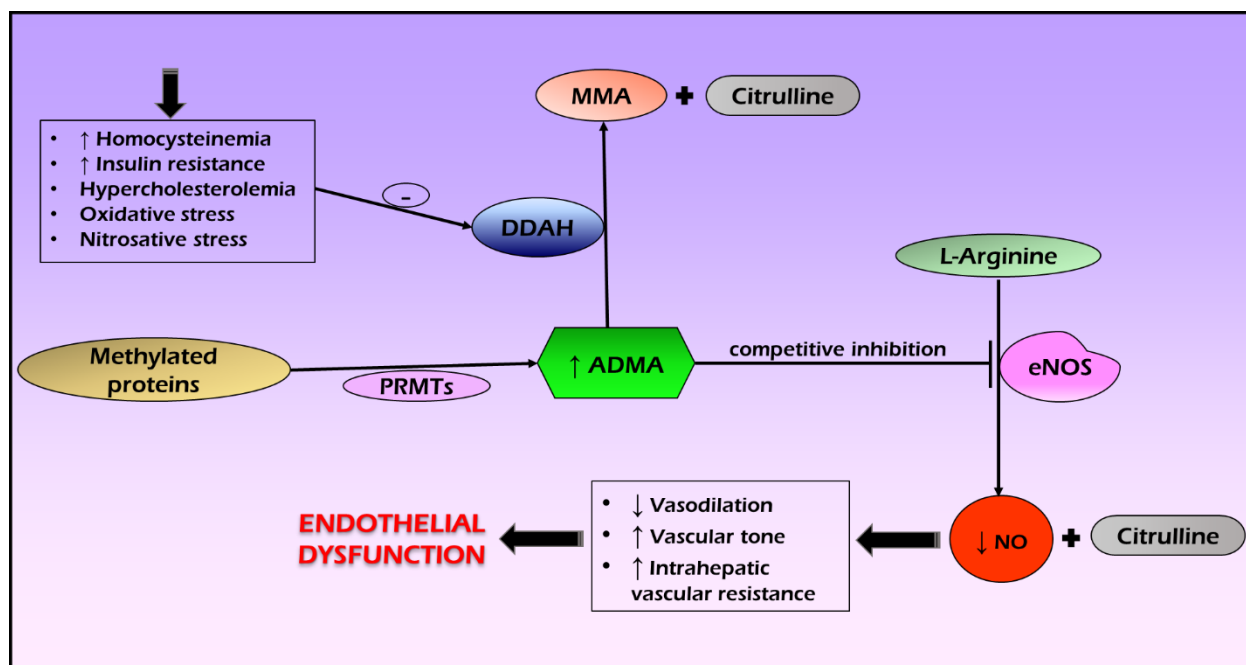 MMA + Citrulline
• ↑ Homocysteinemia
• ↑ Insulin resistance
• Hypercholesterolemia
• Oxidative stress
• Nitrosative stress
-
DDAH
L-Arginine
Methylated
proteins
PRMTs
↑ ADMA
competitive inhibition
eNOS
• ↓ Vasodilation
• ↑ Vascular tone
• ↑ Intrahepatic
vascular resistance
ENDOTHELIAL
DYSFUNCTION
↓ NO + Citrulline